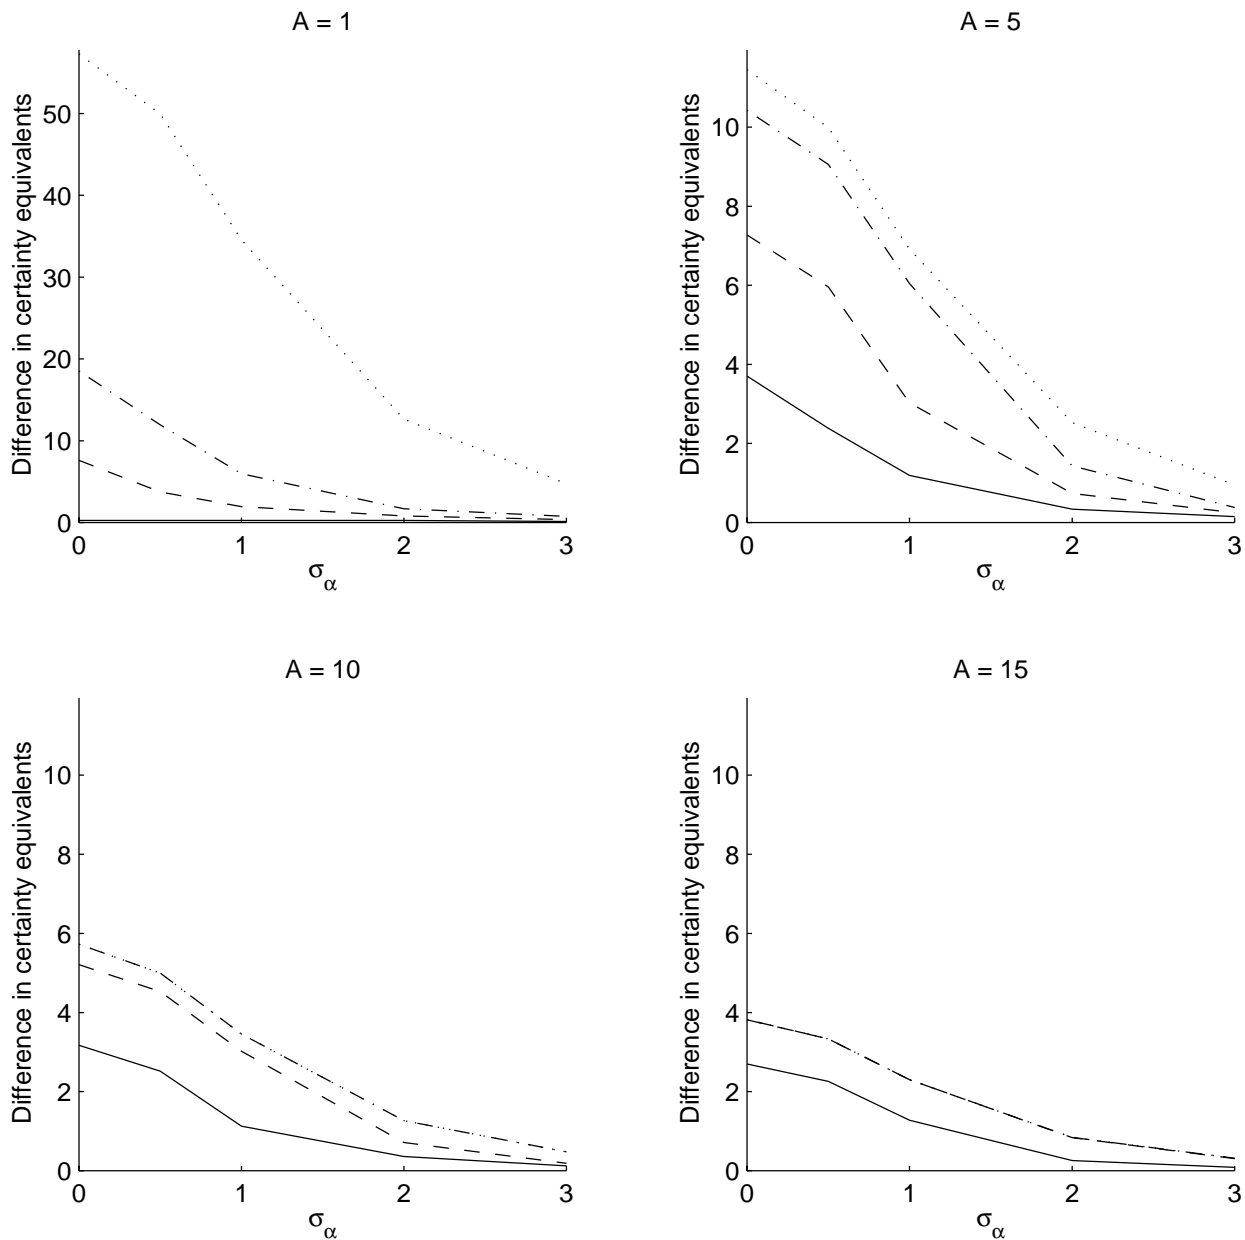 A = 1
Difference in certainty equivalents
50
40
30
20
10
0
0 1 2 3
σα
A = 5
Difference in certainty equivalents
10
8
6
4
2
0
0 1 2 3
σα
A = 10
Difference in certainty equivalents
10
8
6
4
2
0
0 1 2 3
σα
A = 15
Difference in certainty equivalents
10
8
6
4
2
0
0 1 2 3
σα